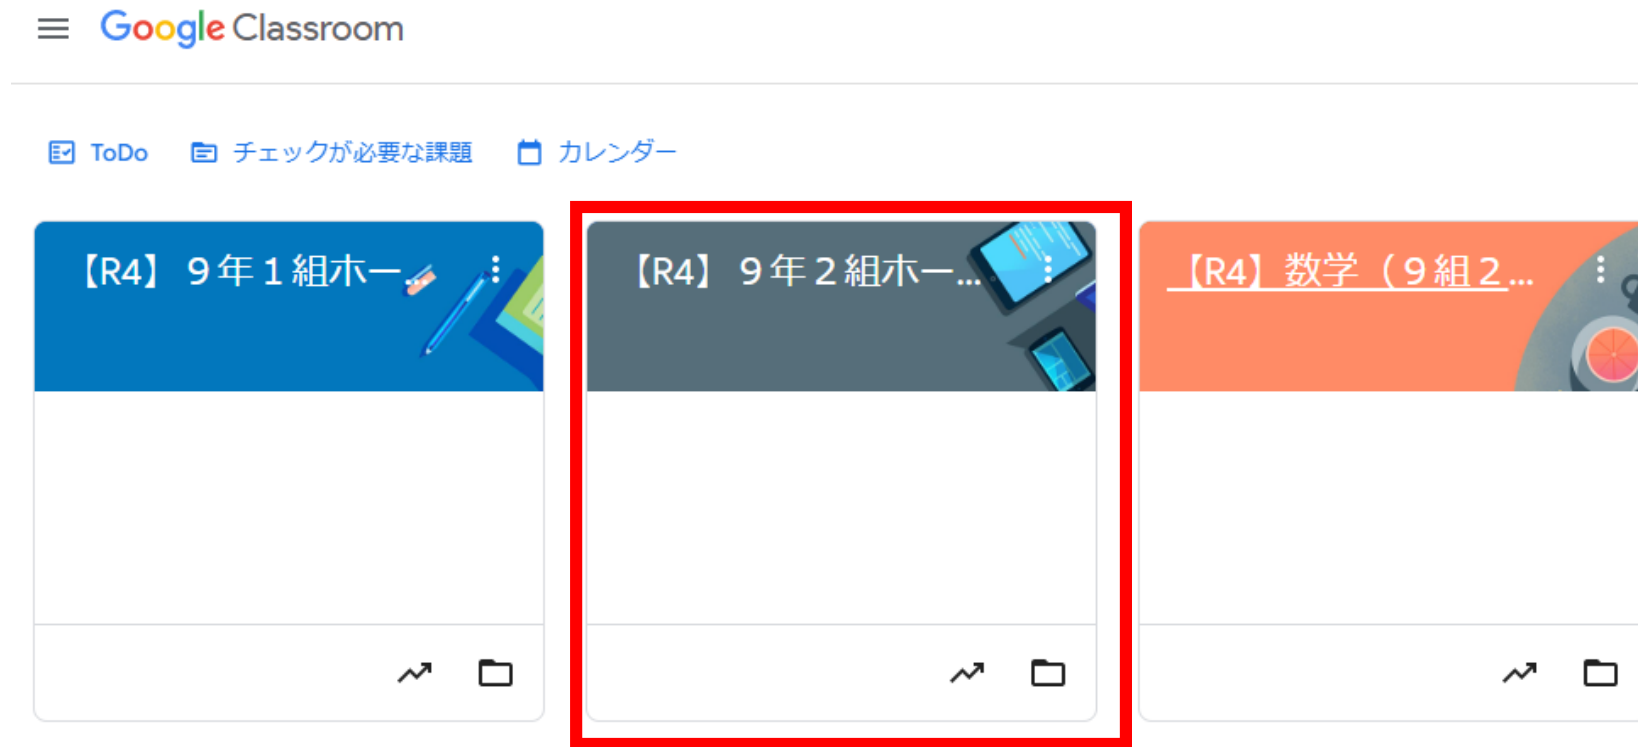 Google Classroom
ToDo チェックが必要な課題 カレンダー
【R4】９年１組ホー...
【R4】９年２組ホー...
【R4】数学（９組２...